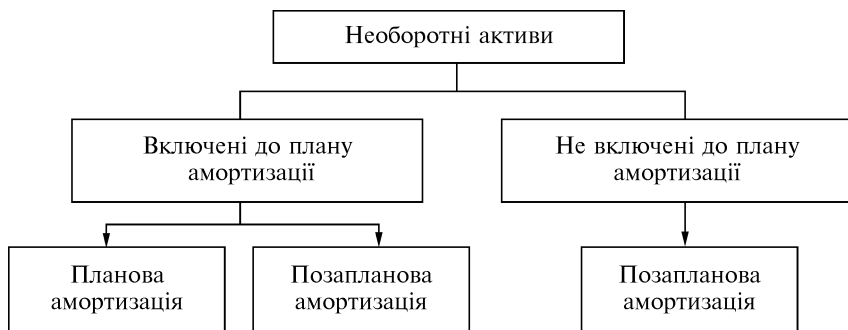 Необоротні активи
Включені до плану
амортизації
Не включені до плану
амортизації
Планова
амортизація
Позапланова
амортизація
Позапланова
амортизація